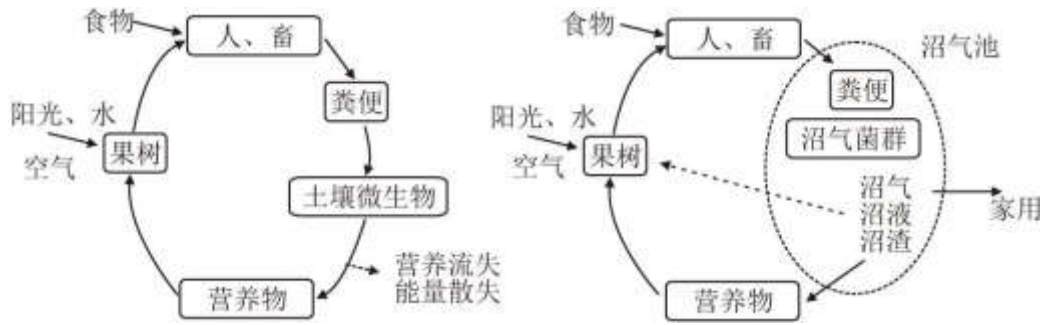 食物
人、畜
粪便
阳光、水
果树
空气
土壤微生物
营养流失
能量散失
营养物
食物
人、畜
沼气池
粪便
阳光、水
沼气菌群
果树
空气
沼气
沼液
沼渣
家用
营养物